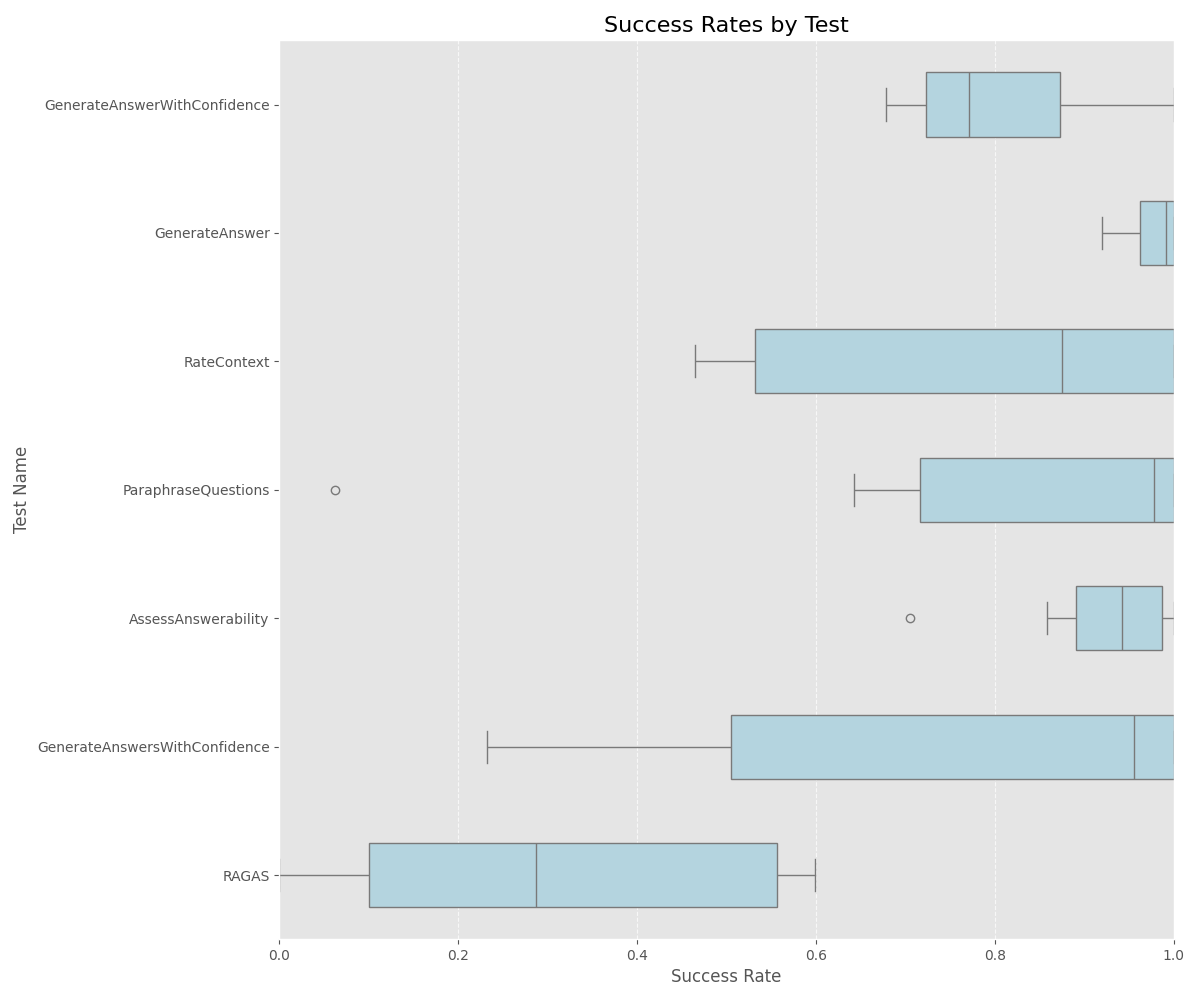 Success Rates by Test
GenerateAnswerWithConfidence
GenerateAnswer
RateContext
ParaphraseQuestions
AssessAnswerability
GenerateAnswersWithConfidence
RAGAS
Test Name
0.0 0.2 0.4 0.6 0.8 1.0
Success Rate